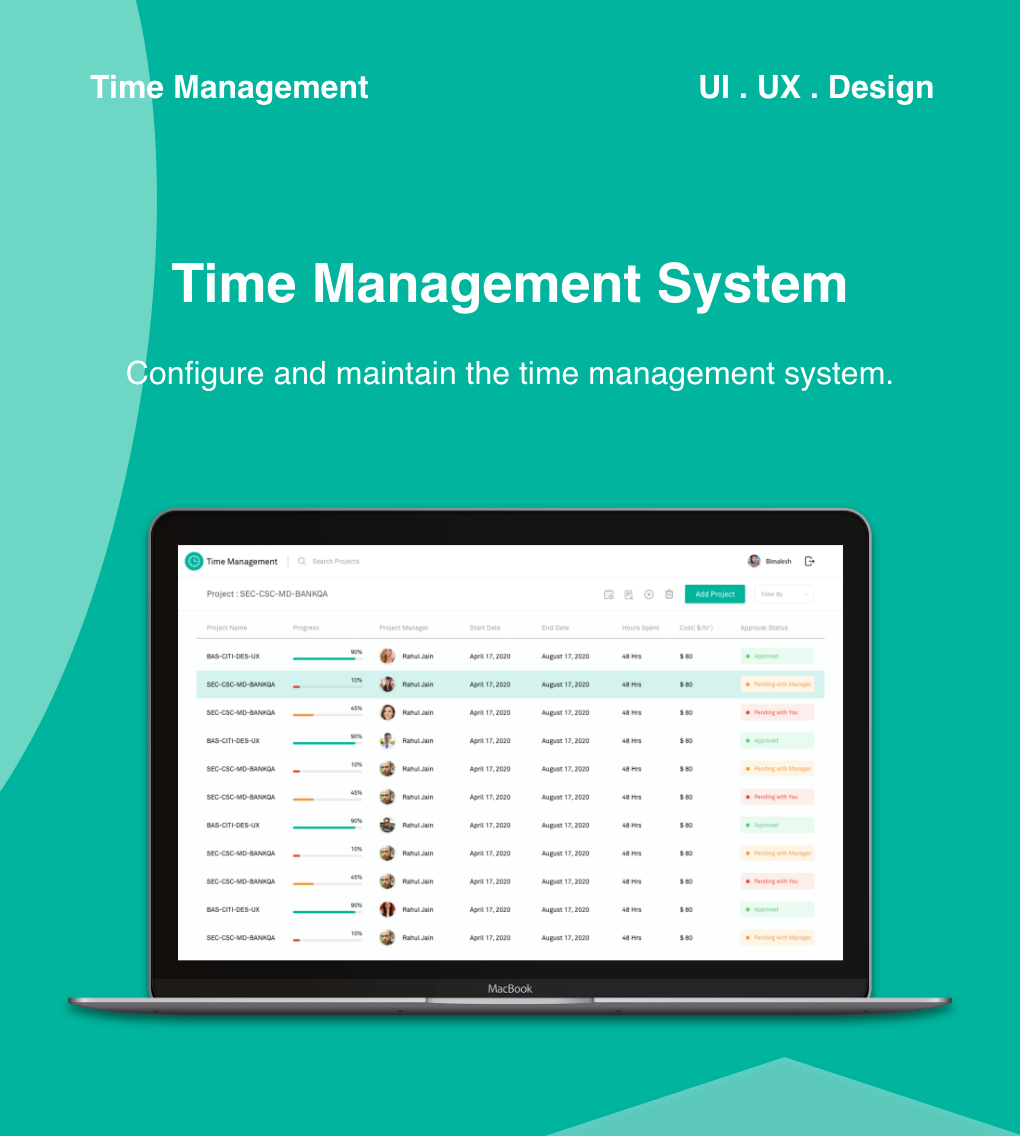 Time Management UI . UX . Design
Time Management System
Configure and maintain the time management system.
Time Management Search Projects Bimalesh
Project : SEC-CSC-MD-BANKQA Add Project Filter By
Project Name Progress Project Manager Start Date End Date Hours Spent Cost( $/hr ) Approval Status
BAS-CITI-DES-UX 90% Rahul Jain April 17, 2020 August 17, 2020 48 Hrs $ 80 Approved
SEC-CSC-MD-BANKQA 10% Rahul Jain April 17, 2020 August 17, 2020 48 Hrs $ 80 Pending with Manager
SEC-CSC-MD-BANKQA 45% Rahul Jain April 17, 2020 August 17, 2020 48 Hrs $ 80 Pending with You
BAS-CITI-DES-UX 90% Rahul Jain April 17, 2020 August 17, 2020 48 Hrs $ 80 Approved
SEC-CSC-MD-BANKQA 10% Rahul Jain April 17, 2020 August 17, 2020 48 Hrs $ 80 Pending with Manager
SEC-CSC-MD-BANKQA 45% Rahul Jain April 17, 2020 August 17, 2020 48 Hrs $ 80 Pending with You
BAS-CITI-DES-UX 90% Rahul Jain April 17, 2020 August 17, 2020 48 Hrs $ 80 Approved
SEC-CSC-MD-BANKQA 10% Rahul Jain April 17, 2020 August 17, 2020 48 Hrs $ 80 Pending with Manager
SEC-CSC-MD-BANKQA 45% Rahul Jain April 17, 2020 August 17, 2020 48 Hrs $ 80 Pending with You
BAS-CITI-DES-UX 90% Rahul Jain April 17, 2020 August 17, 2020 48 Hrs $ 80 Approved
SEC-CSC-MD-BANKQA 10% Rahul Jain April 17, 2020 August 17, 2020 48 Hrs $ 80 Pending with Manager
MacBook